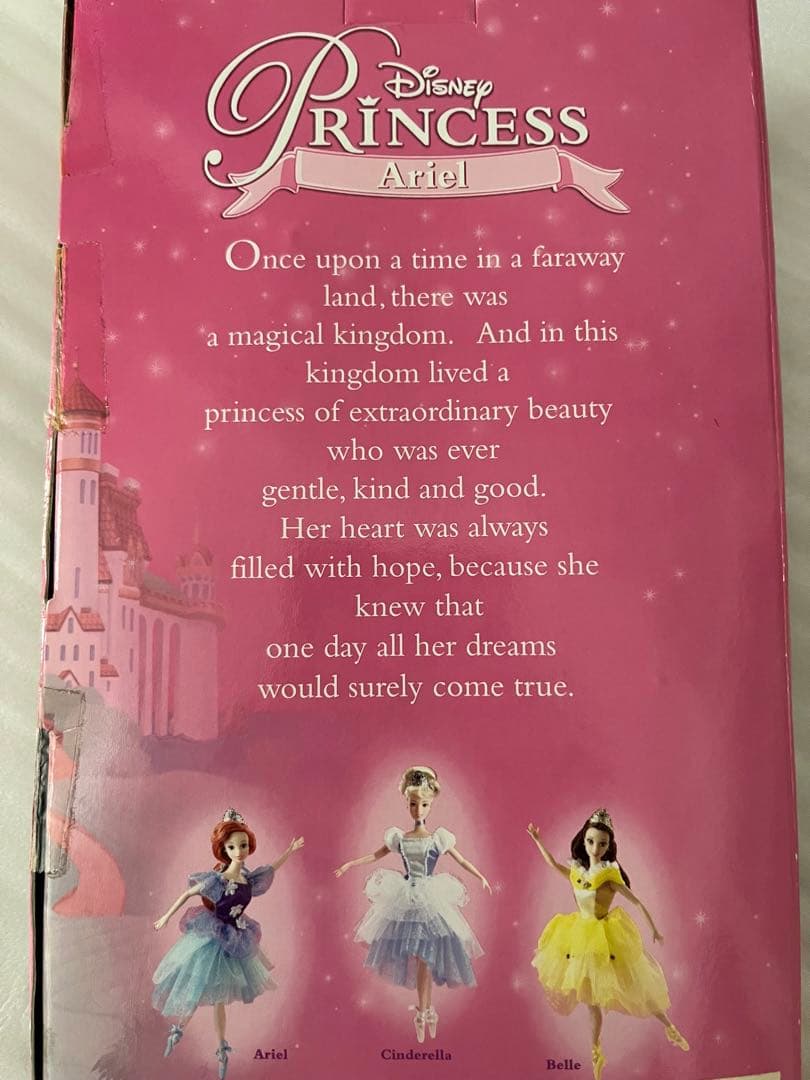 Disney
PRINCESS
Ariel
Once upon a time in a faraway
land, there was
a magical kingdom. And in this
kingdom lived a
princess of extraordinary beauty
who was ever
gentle, kind and good.
Her heart was always
filled with hope, because she
knew that
one day all her dreams
would surely come true.
Ariel
Cinderella
Belle